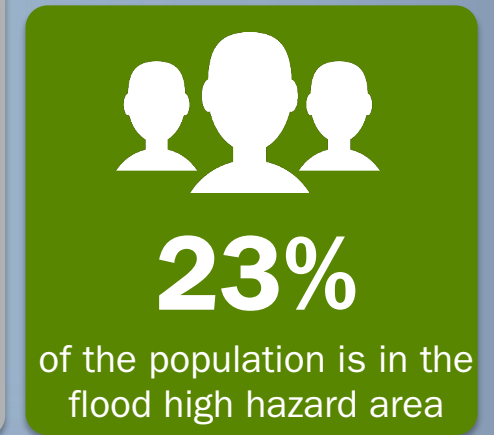 23%
of the population is in the
flood high hazard area